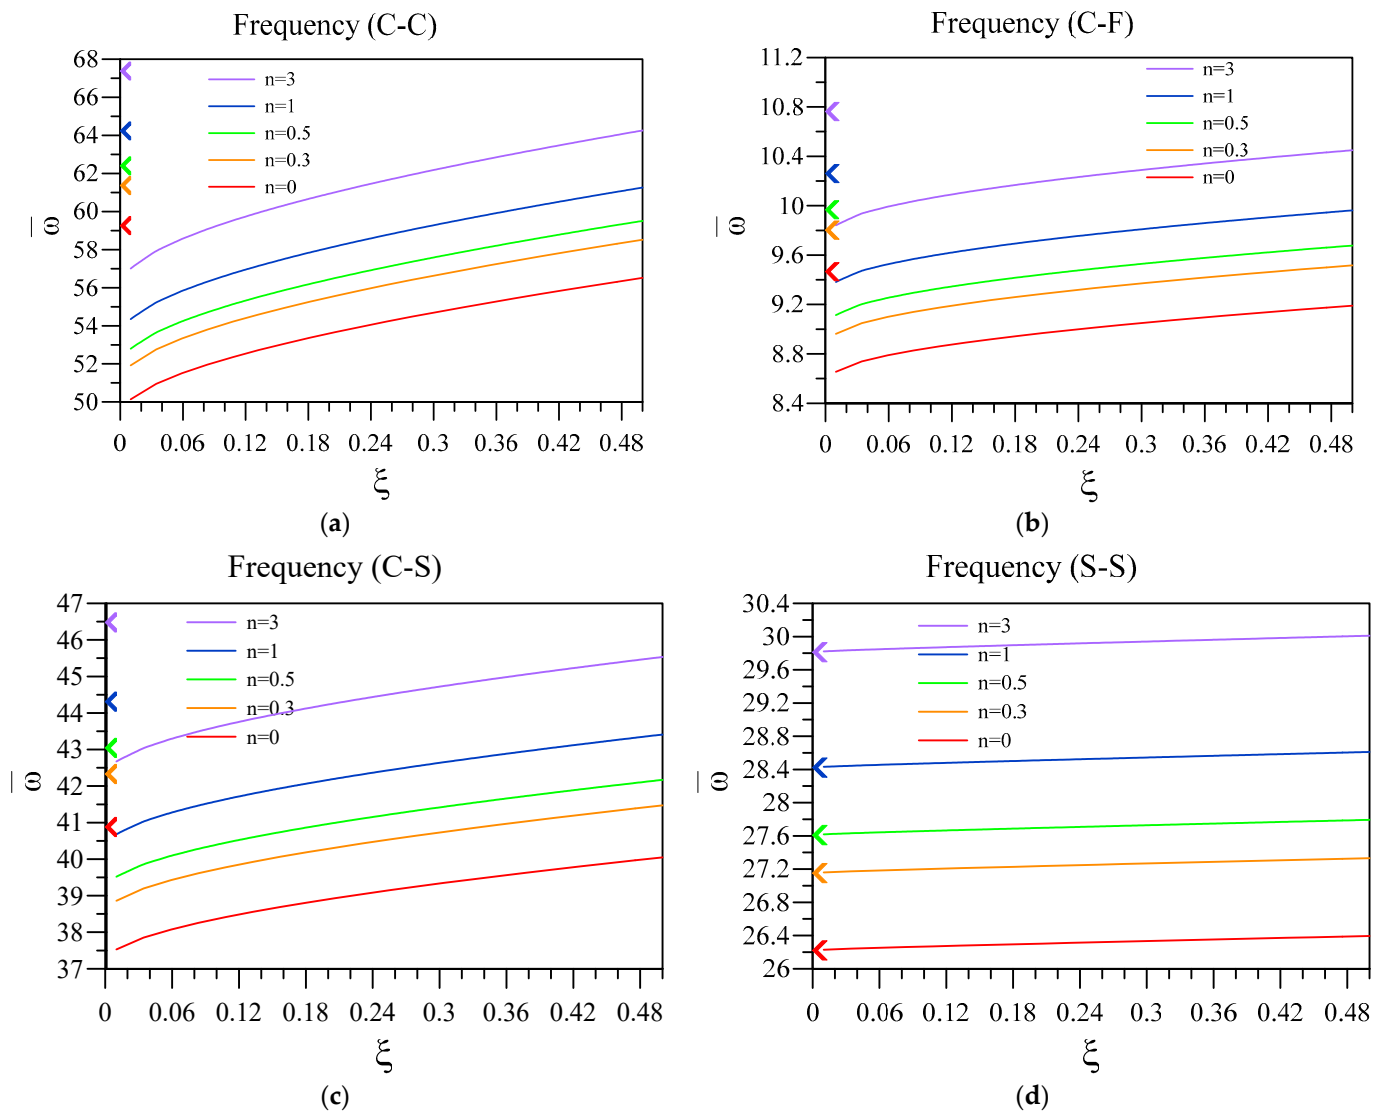 Frequency (C-C)
68
66
64
62
60
58
56
54
52
50
n=3
n=1
n=0.5
n=0.3
n=0
ω̅
0 0.06 0.12 0.18 0.24 0.3 0.36 0.42 0.48
ξ
(a)
Frequency (C-F)
11.2
10.8
10.4
10
9.6
9.2
8.8
8.4
n=3
n=1
n=0.5
n=0.3
n=0
ω̅
0 0.06 0.12 0.18 0.24 0.3 0.36 0.42 0.48
ξ
(b)
Frequency (C-S)
47
46
45
44
43
42
41
40
39
38
37
n=3
n=1
n=0.5
n=0.3
n=0
ω̅
0 0.06 0.12 0.18 0.24 0.3 0.36 0.42 0.48
ξ
(c)
Frequency (S-S)
30.4
30
29.6
29.2
28.8
28.4
28
27.6
27.2
26.8
26.4
26
n=3
n=1
n=0.5
n=0.3
n=0
ω̅
0 0.06 0.12 0.18 0.24 0.3 0.36 0.42 0.48
ξ
(d)